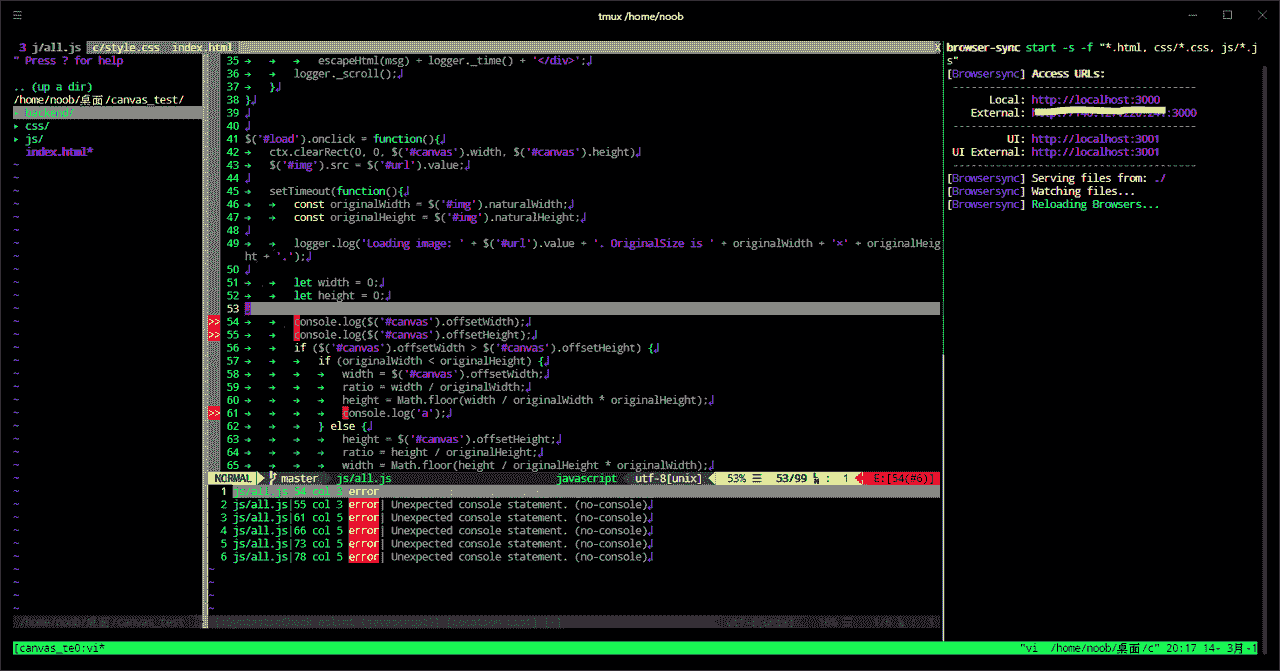 tmux /home/noob
3 j/all.js c/style.css index.html X
" Press ? for help
.. (up a dir)
/home/noob/桌面/canvas_test/
▸ backend/
▸ css/
▸ js/
index.html*
35 → → → escapeHtml(msg) + logger._time() + '</div>';↲
36 → → logger._scroll();↲
37 → }↲
38 }↲
39 ↲
40 ↲
41 $('#load').onclick = function(){↲
42 → ctx.clearRect(0, 0, $('#canvas').width, $('#canvas').height)↲
43 → $('#img').src = $('#url').value;↲
44 ↲
45 → setTimeout(function(){↲
46 → → const originalWidth = $('#img').naturalWidth;↲
47 → → const originalHeight = $('#img').naturalHeight;↲
48 ↲
49 → → logger.log('Loading image: ' + $('#url').value + '. OriginalSize is ' + originalWidth + '×' + originalHeig
ht + '.');↲
50 ↲
51 → → let width = 0;↲
52 → → let height = 0;↲
53
>> 54 → → console.log($('#canvas').offsetWidth);↲
>> 55 → → console.log($('#canvas').offsetHeight);↲
56 → → if ($('#canvas').offsetWidth > $('#canvas').offsetHeight) {↲
57 → → → if (originalWidth < originalHeight) {↲
58 → → → → width = $('#canvas').offsetWidth;↲
59 → → → → ratio = width / originalWidth;↲
60 → → → → height = Math.floor(width / originalWidth * originalHeight);↲
>> 61 → → → → console.log('a');↲
62 → → → } else {↲
63 → → → → height = $('#canvas').offsetHeight;↲
64 → → → → ratio = height / originalHeight;↲
65 → → → → width = Math.floor(height / originalHeight * originalWidth);↲
NORMAL master js/all.js javascript utf-8[unix] 53% ☰ 53/99 : 1 E:[54(#6)]
1 js/all.js|54 col 5 error
2 js/all.js|55 col 3 error| Unexpected console statement. (no-console)↲
3 js/all.js|61 col 5 error| Unexpected console statement. (no-console)↲
4 js/all.js|66 col 5 error| Unexpected console statement. (no-console)↲
5 js/all.js|73 col 5 error| Unexpected console statement. (no-console)↲
6 js/all.js|78 col 5 error| Unexpected console statement. (no-console)↲
browser-sync start -s -f "*.html, css/*.css, js/*.j
s"
[Browsersync] Access URLs:
Local: http://localhost:3000
External: :3000
UI: http://localhost:3001
UI External: http://localhost:3001
[Browsersync] Serving files from: ./
[Browsersync] Watching files...
[Browsersync] Reloading Browsers...
[canvas_te0:vi* "vi /home/noob/桌面/c" 20:17 14- 3月-1